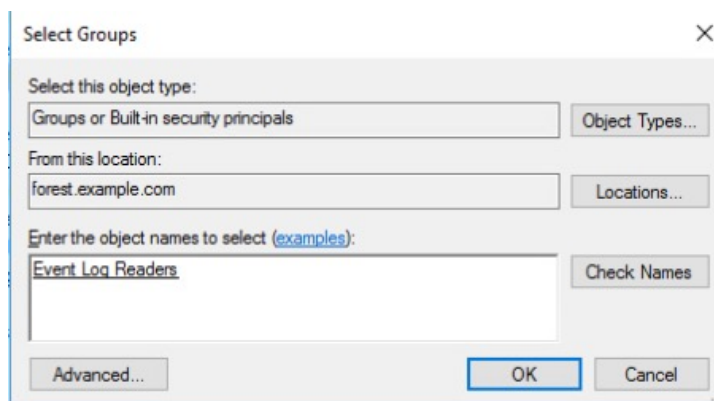 Select Groups
Select this object type:
Groups or Built-in security principals
Object Types...
From this location:
forest.example.com
Locations...
Enter the object names to select (examples):
Event Log Readers
Check Names
Advanced...
OK
Cancel